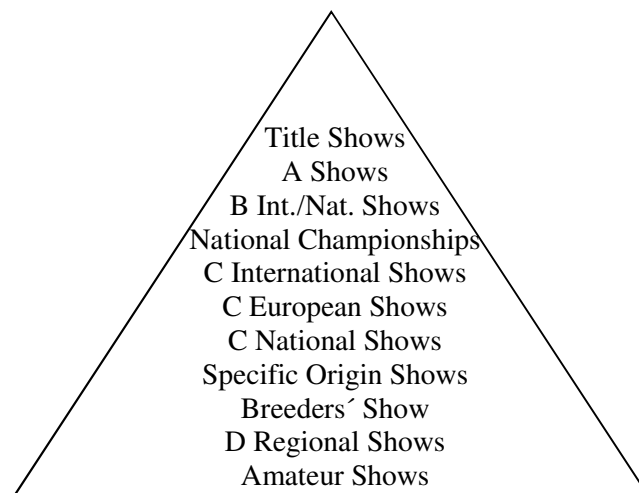 Title Shows
A Shows
B Int./Nat. Shows
National Championships
C International Shows
C European Shows
C National Shows
Specific Origin Shows
Breeders´ Show
D Regional Shows
Amateur Shows